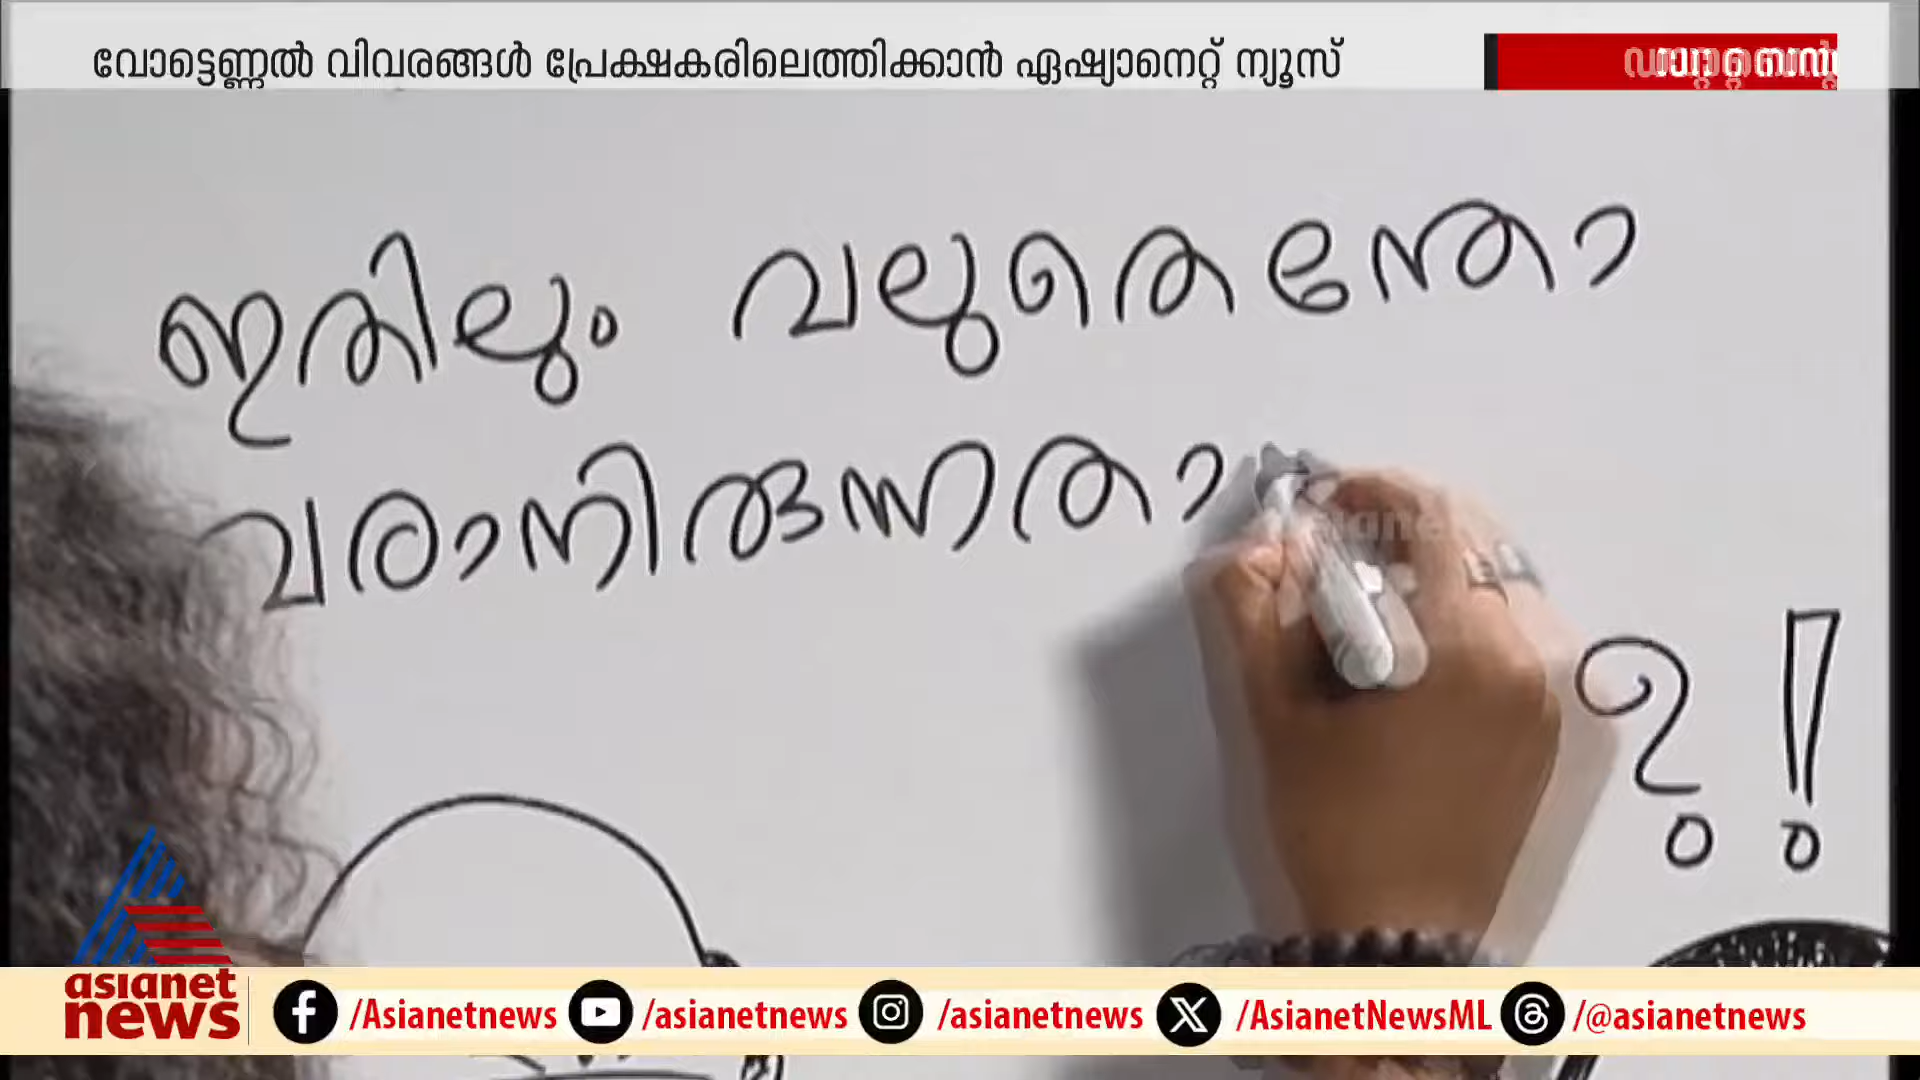 വോട്ടെണ്ണൽ വിവരങ്ങൾ പ്രേക്ഷകരിലെത്തിക്കാൻ ഏഷ്യാനെറ്റ് ന്യൂസ്
ഇതിലും വലുതെന്തോ
വരാനിരുന്നതാ
asianet
news
/Asianetnews
/asianetnews
/asianetnews
/AsianetNewsML
/@asianetnews